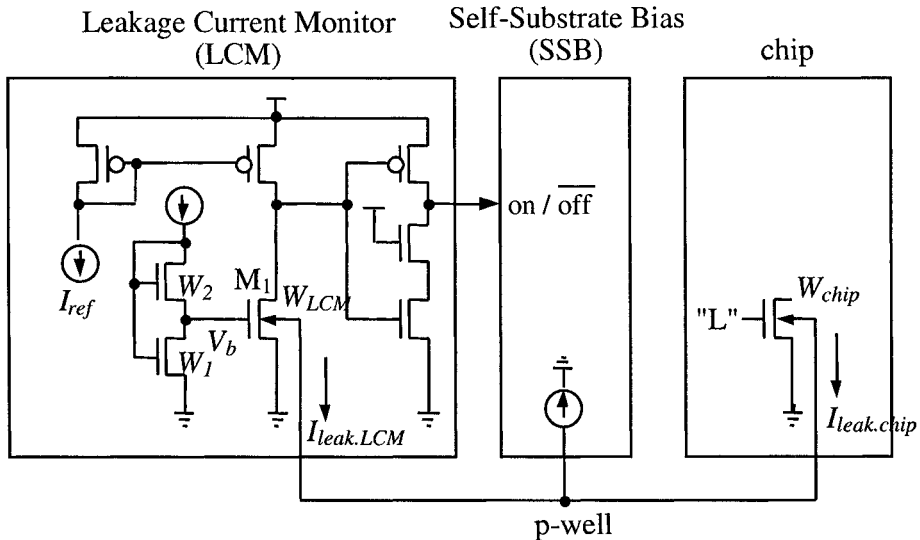 Leakage Current Monitor
(LCM)
Self-Substrate Bias
(SSB)
chip
on / off
I_ref
W_2
M_1
W_LCM
V_b
W_1
I_leak.LCM
"L"
W_chip
I_leak.chip
p-well